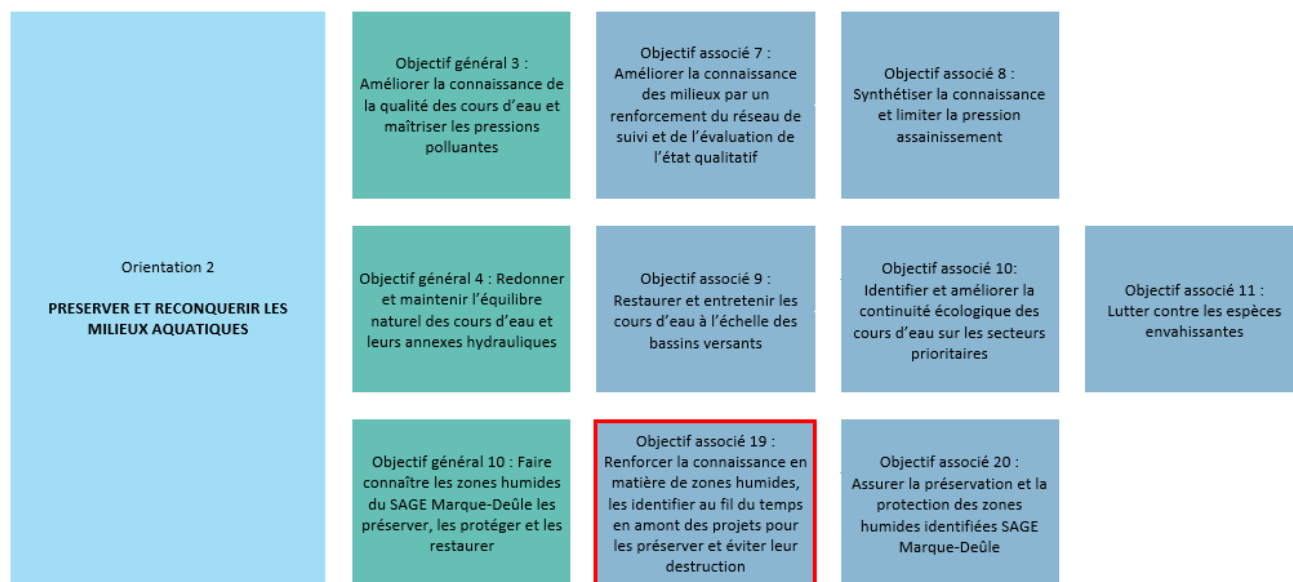 Orientation 2
PRESERVER ET RECONQUERIR LES
MILIEUX AQUATIQUES
Objectif général 3 :
Améliorer la connaissance de
la qualité des cours d'eau et
maîtriser les pressions
polluantes
Objectif associé 7 :
Améliorer la connaissance
des milieux par un
renforcement du réseau de
suivi et de l'évaluation de
l'état qualitatif
Objectif associé 8 :
Synthétiser la connaissance
et limiter la pression
assainissement
Objectif général 4 : Redonner
et maintenir l'équilibre
naturel des cours d'eau et
leurs annexes hydrauliques
Objectif associé 9 :
Restaurer et entretenir les
cours d'eau à l'échelle des
bassins versants
Objectif associé 10:
Identifier et améliorer la
continuité écologique des
cours d'eau sur les secteurs
prioritaires
Objectif associé 11 :
Lutter contre les espèces
envahissantes
Objectif général 10 : Faire
connaître les zones humides
du SAGE Marque-Deûle les
préserver, les protéger et les
restaurer
Objectif associé 19 :
Renforcer la connaissance en
matière de zones humides,
les identifier au fil du temps
en amont des projets pour
les préserver et éviter leur
destruction
Objectif associé 20 :
Assurer la préservation et la
protection des zones
humides identifiées SAGE
Marque-Deûle